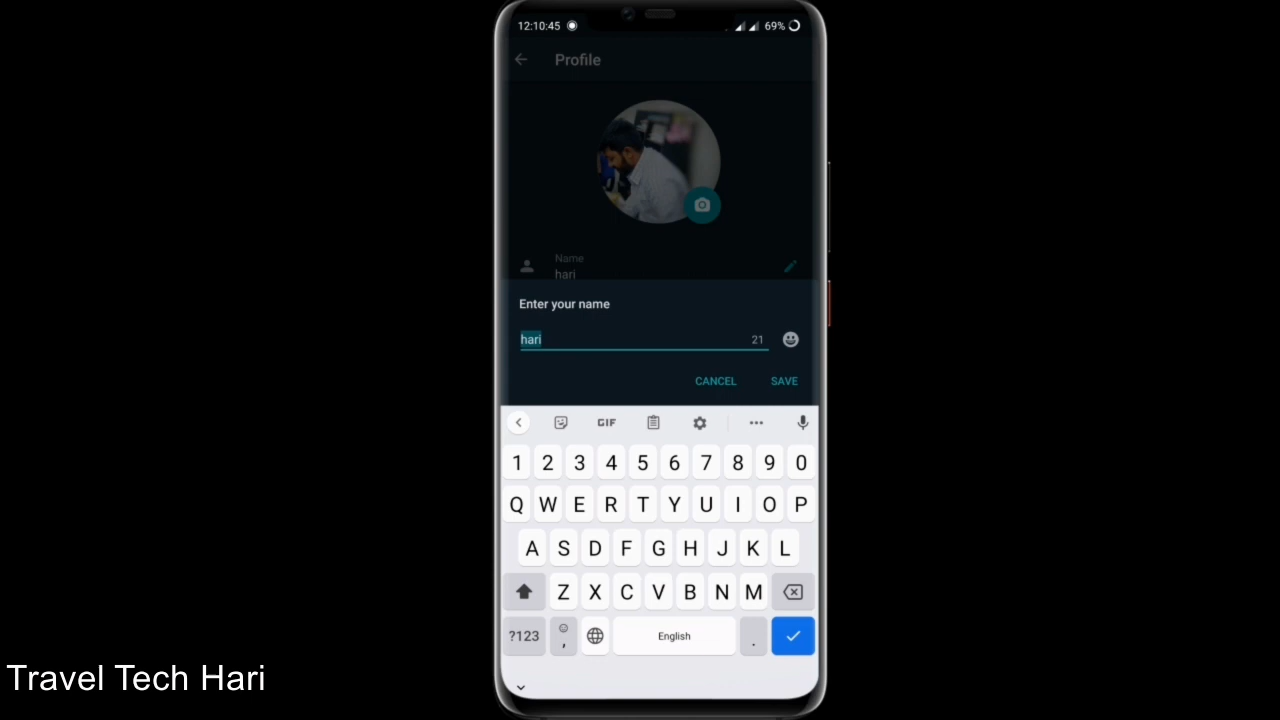 12:10:45
69%
Profile
Name
hari
Enter your name
hari
21
CANCEL
SAVE
GIF
1 2 3 4 5 6 7 8 9 0
Q W E R T Y U I O P
A S D F G H J K L
Z X C V B N M
?123 , English .
Travel Tech Hari